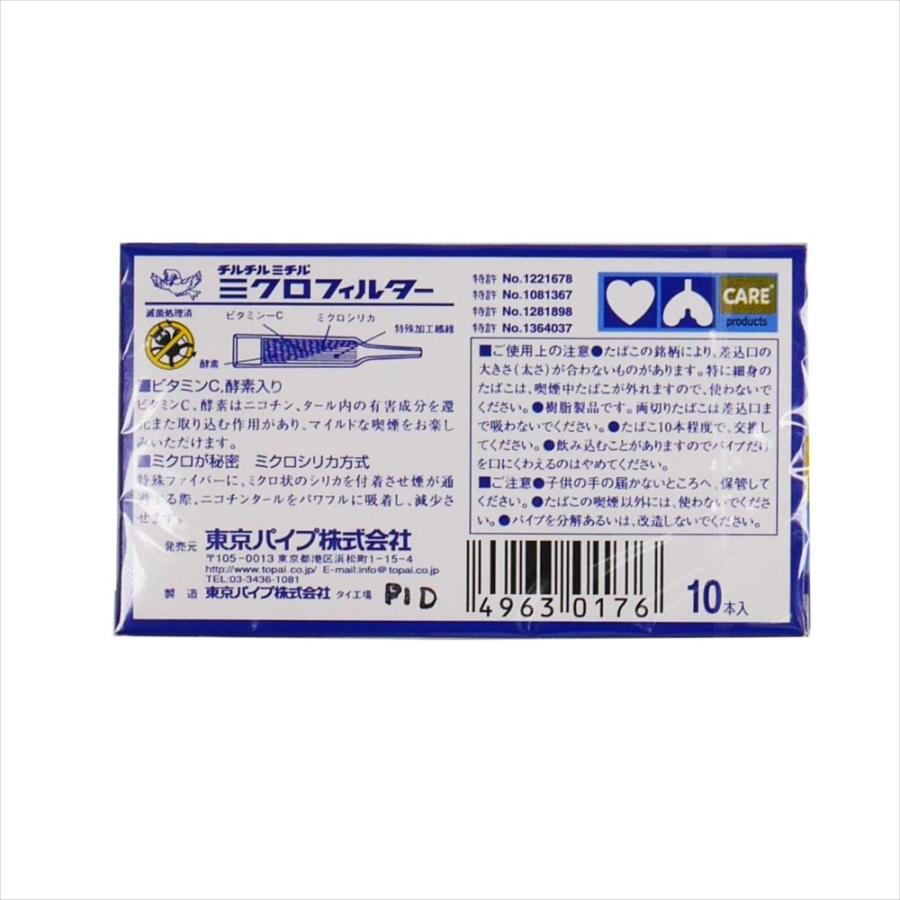 チルチルミチル
ミクロフィルター
滅菌処理済
ビタミンーC
ミクロシリカ
特殊加工繊維
酵素
■ビタミンC、酵素入り
ビタミンC、酵素はニコチン、タール内の有害成分を還
元また取り込む作用があり、マイルドな喫煙をお楽し
みいただけます。
■ミクロが秘密 ミクロシリカ方式
特殊ファイバーに、ミクロ状のシリカを付着させ煙が通
過する際、ニコチンタールをパワフルに吸着し、減少さ
せます。
発売元 東京パイプ株式会社
〒105-0013 東京都港区浜松町1-15-4
http://www.topai.co.jp/ E-mail:info@topai.co.jp
TEL:03-3436-1081
製 造 東京パイプ株式会社 タイ工場
P1D
特許 No.1221678
特許 No.1081367
特許 No.1281898
特許 No.1364037
CARE
products
■ご使用上の注意●たばこの銘柄により、差込口の
大きさ(太さ)が合わないものがあります。特に細身の
たばこは、喫煙中たばこが外れますので、使わないで
ください。●樹脂製品です。両切りたばこは差込口ま
で吸わないでください。●たばこ10本程度で、交換し
てください。●飲み込むことがありますのでパイプだけ
を口にくわえるのはやめてください。
■ご注意●子供の手の届かないところへ、保管して
ください。●たばこの喫煙以外には、使わないでくださ
い。●パイプを分解あるいは、改造しないでください。
4963 0176
10本入